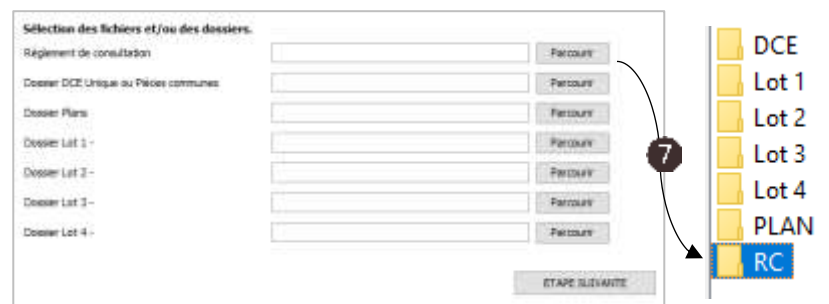 Sélection des fichiers et/ou des dossiers.
Règlement de consultation Parcourir
Dossier DCE Unique ou Pièces communes Parcourir
Dossier Plans Parcourir
Dossier Lot 1 - Parcourir
Dossier Lot 2 - Parcourir
Dossier Lot 3 - Parcourir
Dossier Lot 4 - Parcourir
ETAPE SUIVANTE
7
DCE
Lot 1
Lot 2
Lot 3
Lot 4
PLAN
RC